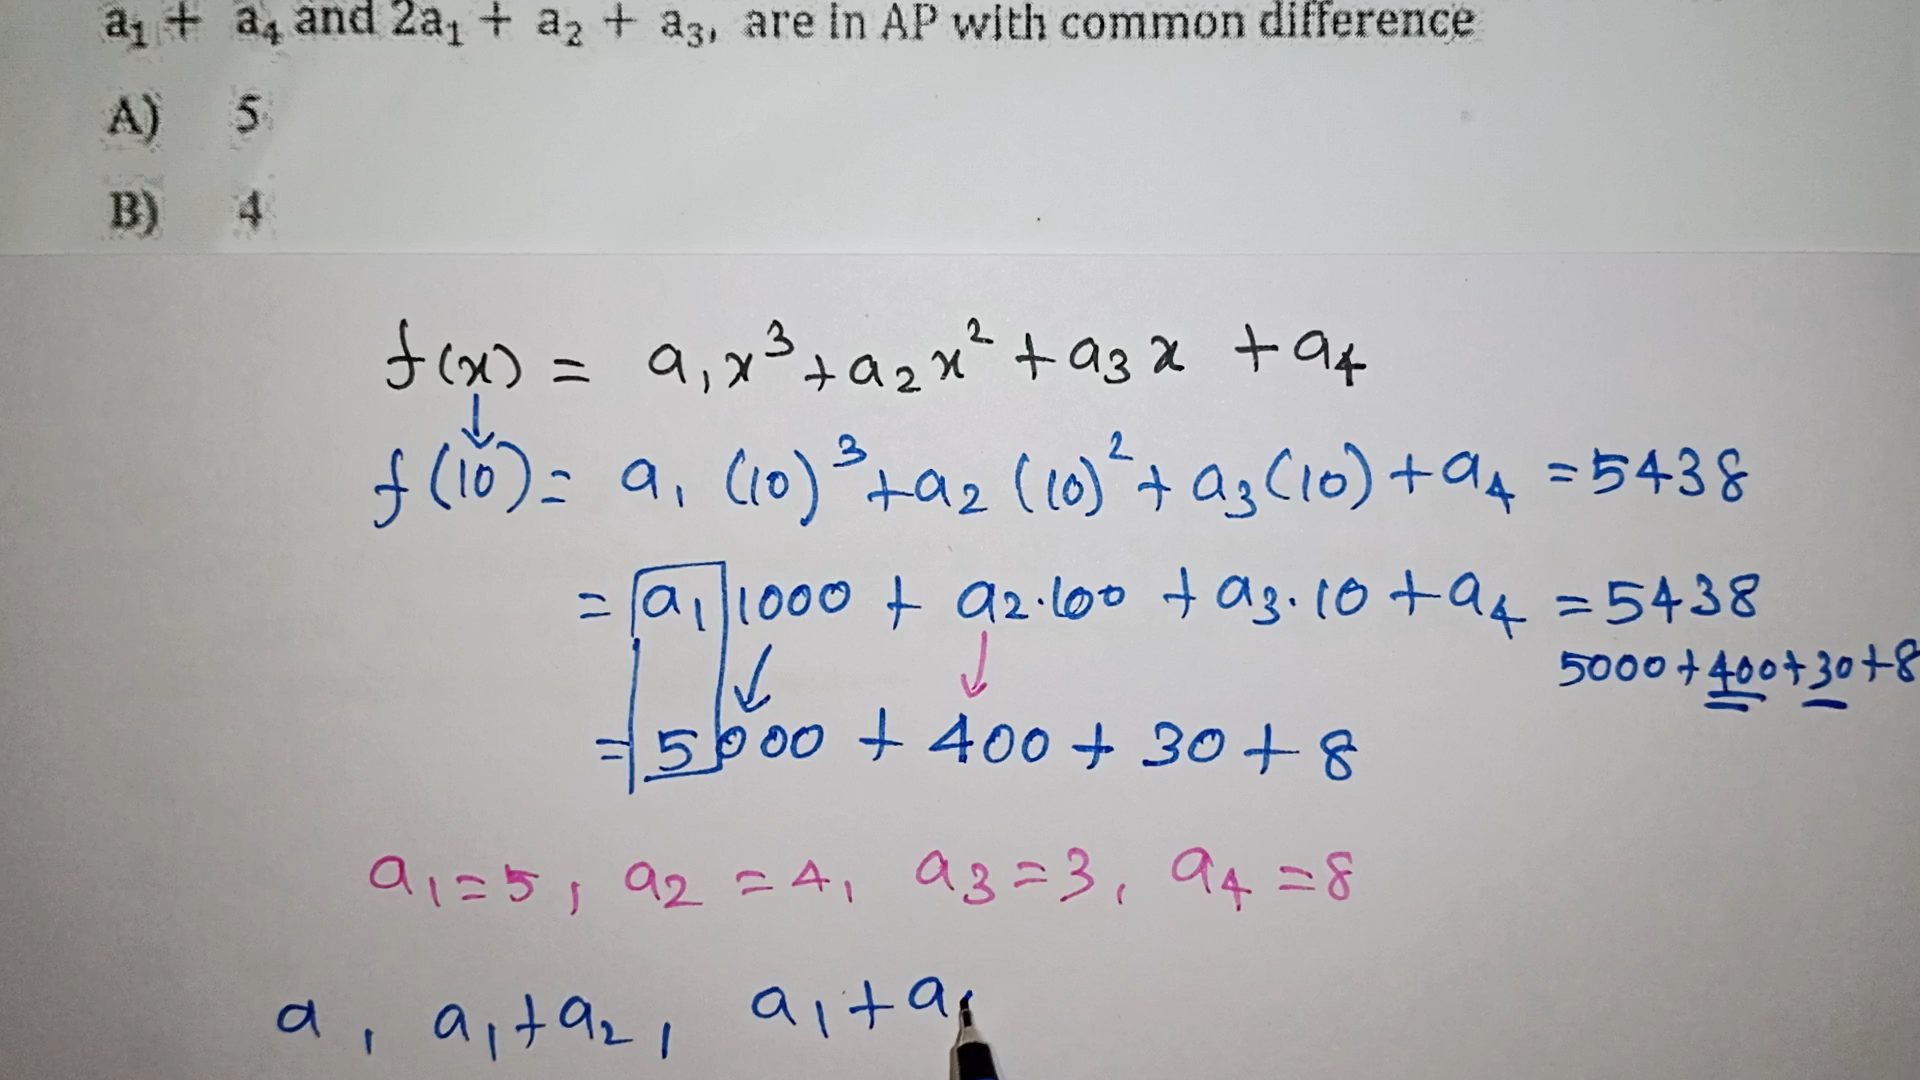 a₁ + a₄ and 2a₁ + a₂ + a₃, are in AP with common difference
A) 5
B) 4
f(x) = a₁x³ + a₂x² + a₃x + a₄
↓
f(10) = a₁(10)³ + a₂(10)² + a₃(10) + a₄ = 5438
= a₁ 1000 + a₂.100 + a₃.10 + a₄ = 5438
5000 + 400 + 30 + 8
= 5000 + 400 + 30 + 8
a₁ = 5, a₂ = 4, a₃ = 3, a₄ = 8
a, a₁ + a₂, a₁ + a